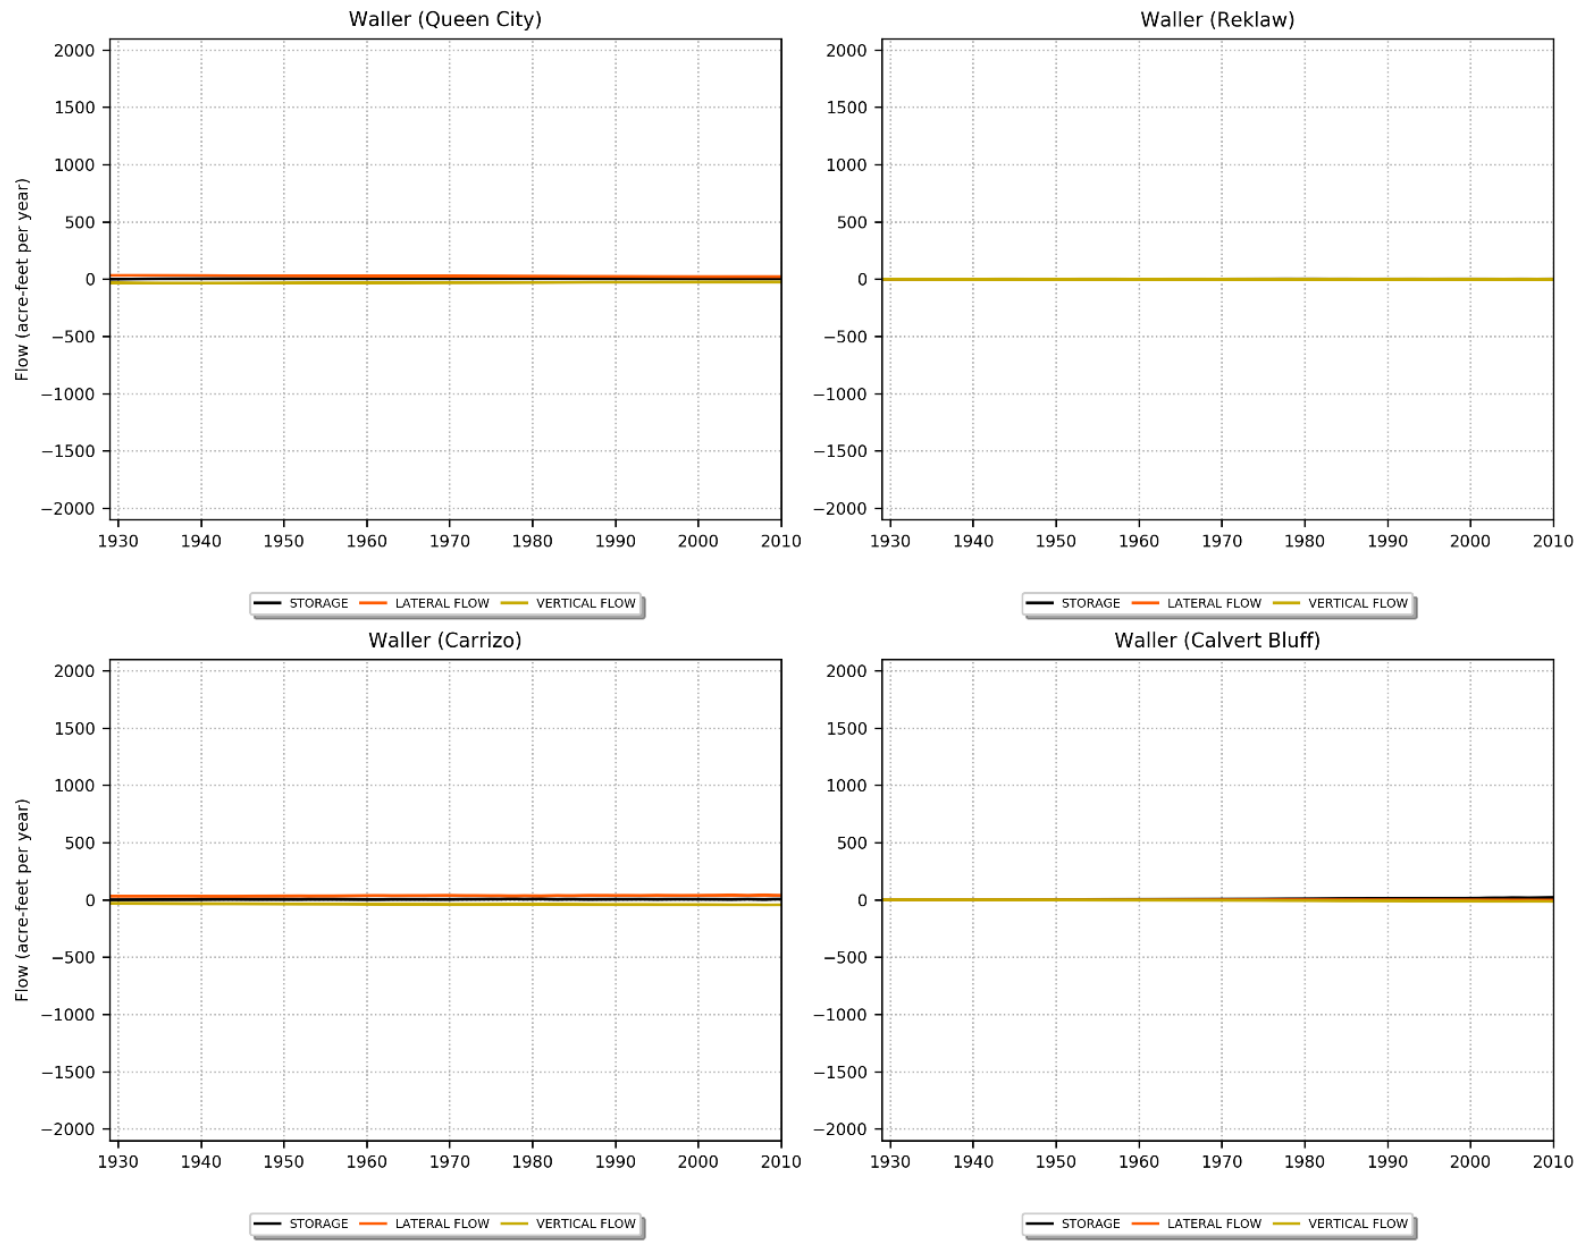 Waller (Queen City)
Waller (Reklaw)
2000
1500
1000
500
0
−500
−1000
−1500
−2000
Flow (acre-feet per year)
1930 1940 1950 1960 1970 1980 1990 2000 2010
STORAGE LATERAL FLOW VERTICAL FLOW
2000
1500
1000
500
0
−500
−1000
−1500
−2000
1930 1940 1950 1960 1970 1980 1990 2000 2010
STORAGE LATERAL FLOW VERTICAL FLOW
Waller (Carrizo)
Waller (Calvert Bluff)
2000
1500
1000
500
0
−500
−1000
−1500
−2000
Flow (acre-feet per year)
1930 1940 1950 1960 1970 1980 1990 2000 2010
STORAGE LATERAL FLOW VERTICAL FLOW
2000
1500
1000
500
0
−500
−1000
−1500
−2000
1930 1940 1950 1960 1970 1980 1990 2000 2010
STORAGE LATERAL FLOW VERTICAL FLOW